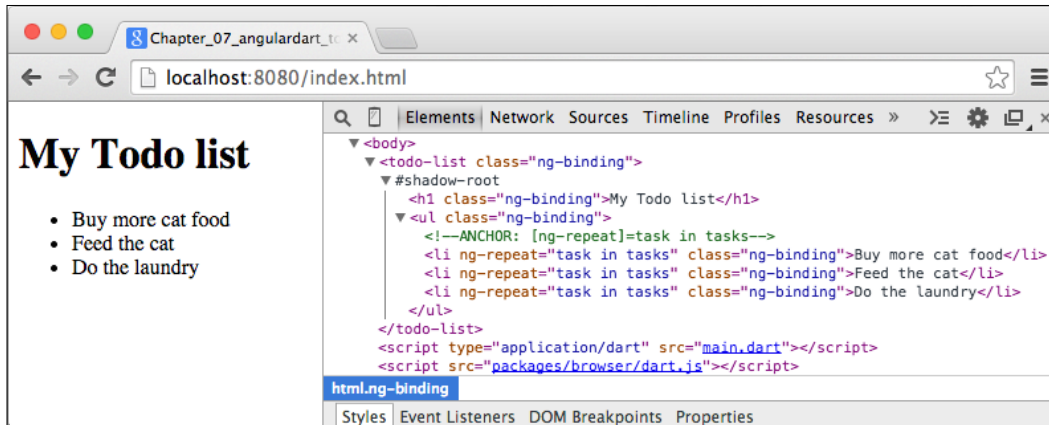 Chapter_07_angulardart_to
localhost:8080/index.html
My Todo list
• Buy more cat food
• Feed the cat
• Do the laundry
Elements Network Sources Timeline Profiles Resources »
▼<body>
▼<todo-list class="ng-binding">
▼#shadow-root
<h1 class="ng-binding">My Todo list</h1>
▼<ul class="ng-binding">
<!--ANCHOR: [ng-repeat]=task in tasks-->
<li ng-repeat="task in tasks" class="ng-binding">Buy more cat food</li>
<li ng-repeat="task in tasks" class="ng-binding">Feed the cat</li>
<li ng-repeat="task in tasks" class="ng-binding">Do the laundry</li>
</ul>
</todo-list>
<script type="application/dart" src="main.dart"></script>
<script src="packages/browser/dart.js"></script>
html.ng-binding
Styles Event Listeners DOM Breakpoints Properties